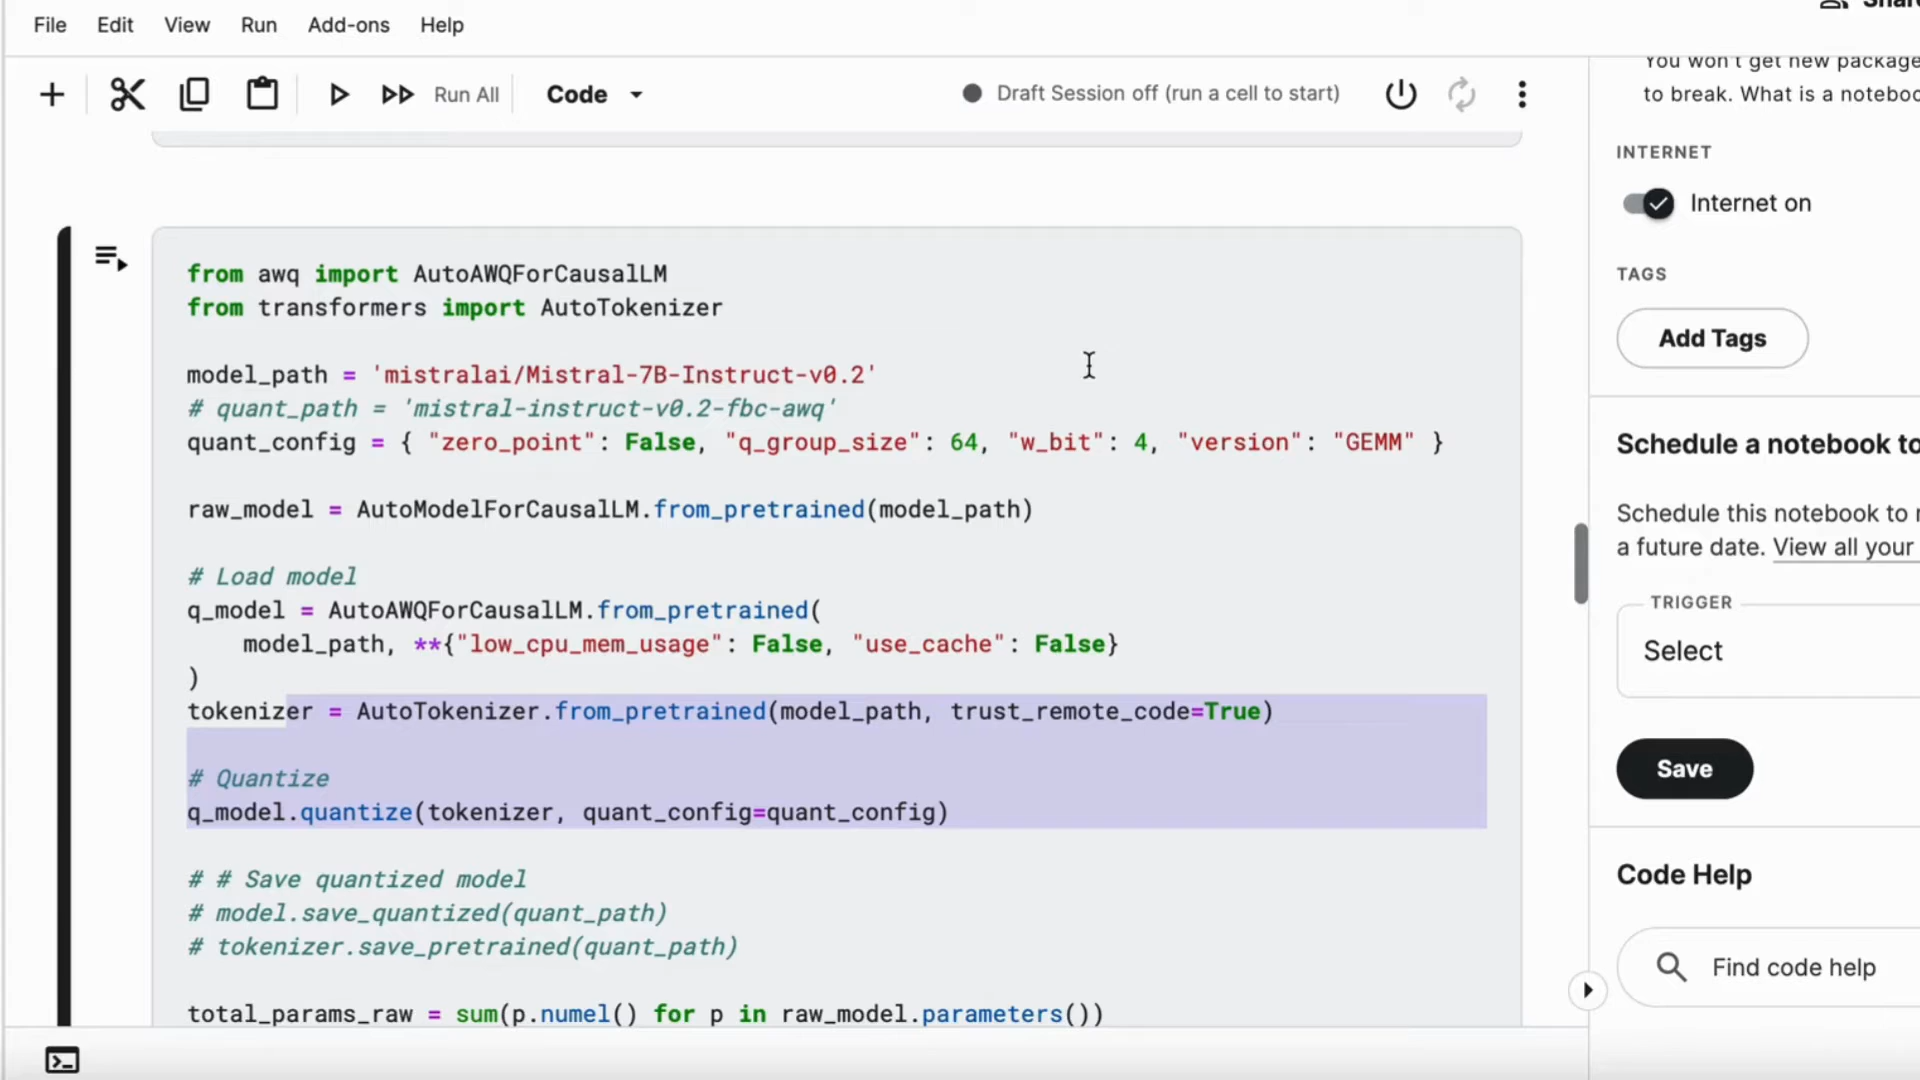 File Edit View Run Add-ons Help
Run All Code Draft Session off (run a cell to start)
from awq import AutoAWQForCausalLM
from transformers import AutoTokenizer
model_path = 'mistralai/Mistral-7B-Instruct-v0.2'
# quant_path = 'mistral-instruct-v0.2-fbc-awq'
quant_config = { "zero_point": False, "q_group_size": 64, "w_bit": 4, "version": "GEMM" }
raw_model = AutoModelForCausalLM.from_pretrained(model_path)
# Load model
q_model = AutoAWQForCausalLM.from_pretrained(
model_path, **{"low_cpu_mem_usage": False, "use_cache": False}
)
tokenizer = AutoTokenizer.from_pretrained(model_path, trust_remote_code=True)
# Quantize
q_model.quantize(tokenizer, quant_config=quant_config)
# # Save quantized model
# model.save_quantized(quant_path)
# tokenizer.save_pretrained(quant_path)
total_params_raw = sum(p.numel() for p in raw_model.parameters())
You won't get new package
to break. What is a noteboo
INTERNET
Internet on
TAGS
Add Tags
Schedule a notebook to
Schedule this notebook to
a future date. View all your
TRIGGER
Select
Save
Code Help
Find code help